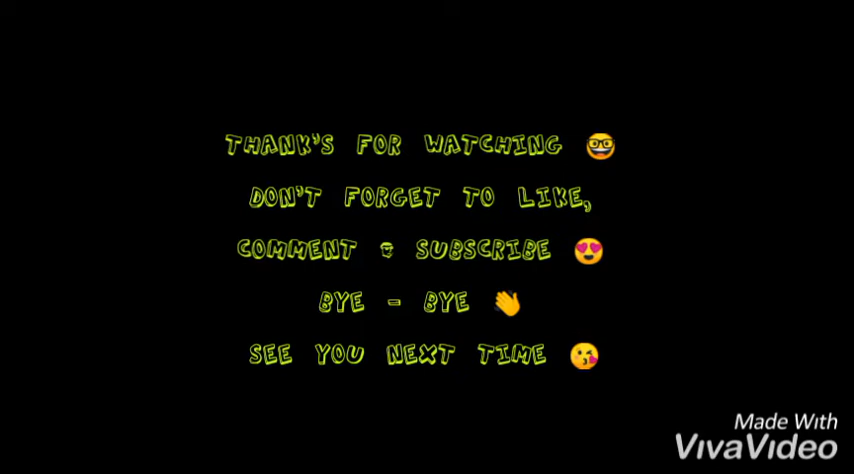 THANK'S FOR WATCHING 🤓
DON'T FORGET TO LIKE,
COMMENT & SUBSCRIBE 😍
BYE - BYE 👋
SEE YOU NEXT TIME 😘
Made With
VivaVideo